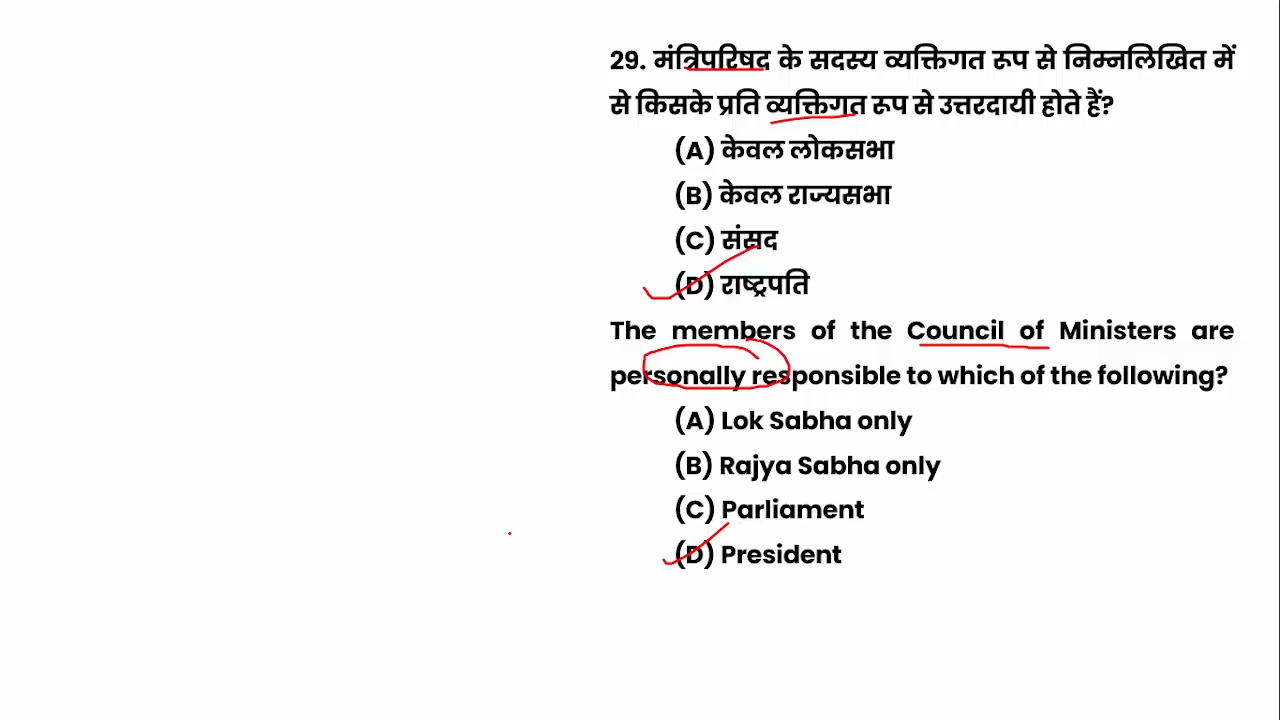 29. मंत्रिपरिषद के सदस्य व्यक्तिगत रूप से निम्नलिखित में
से किसके प्रति व्यक्तिगत रूप से उत्तरदायी होते हैं?
(A) केवल लोकसभा
(B) केवल राज्यसभा
(C) संसद
(D) राष्ट्रपति
The members of the Council of Ministers are
personally responsible to which of the following?
(A) Lok Sabha only
(B) Rajya Sabha only
(C) Parliament
(D) President